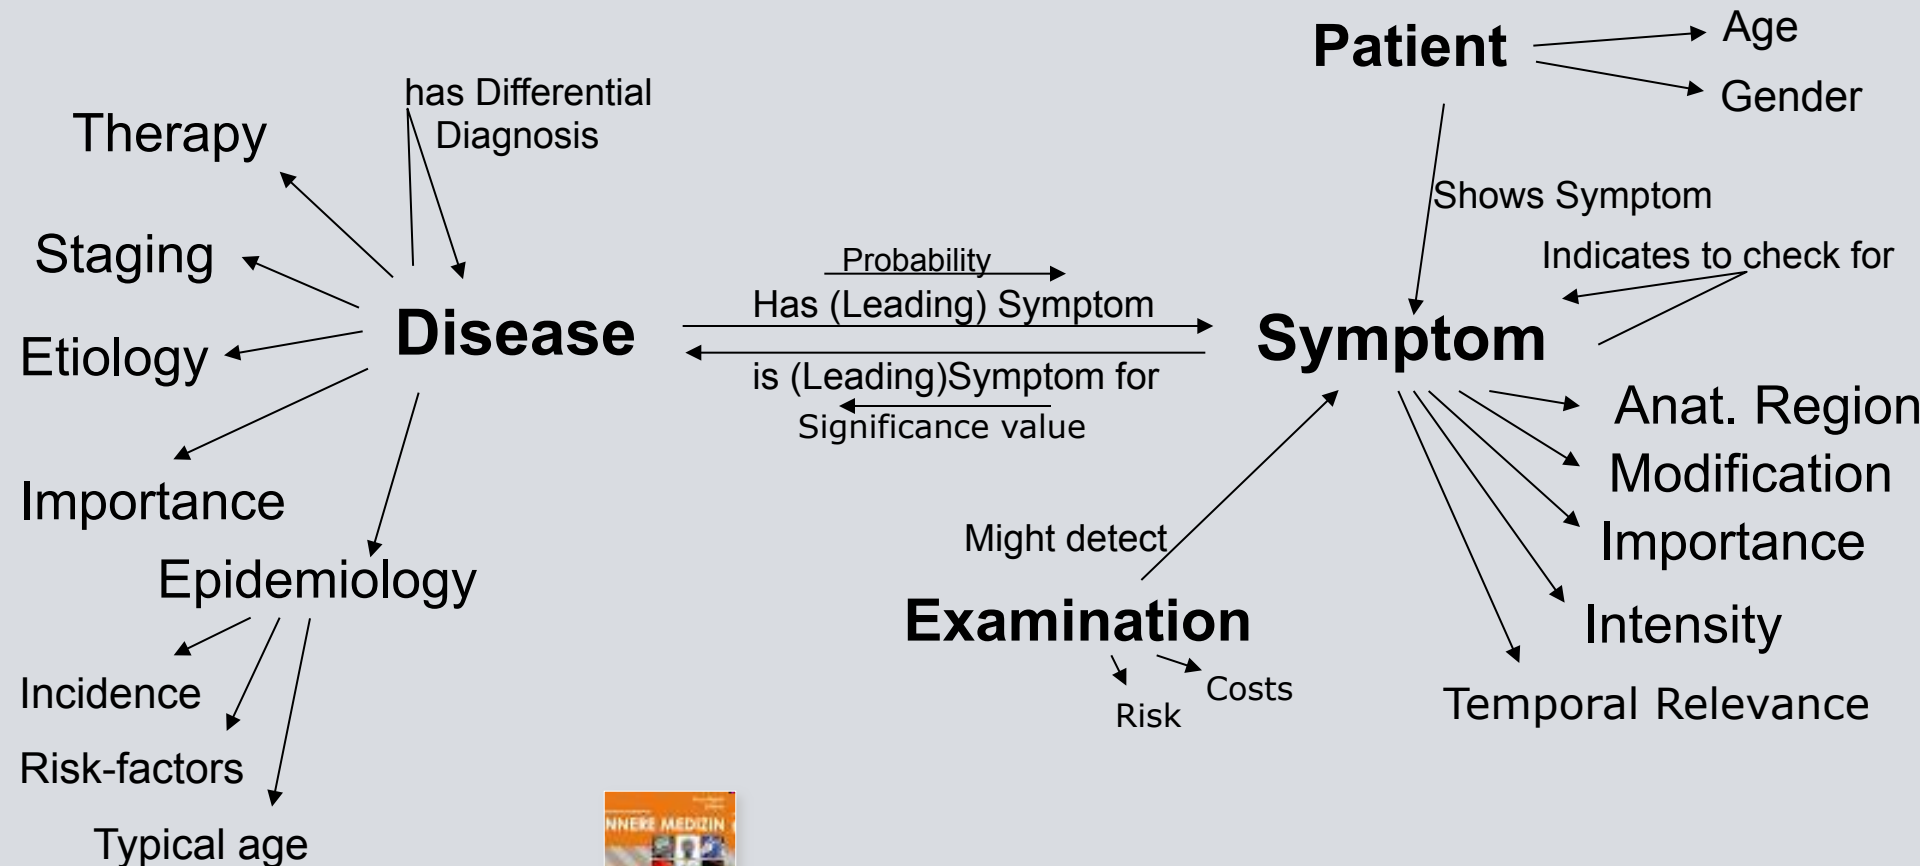 Patient
Age
Gender
has Differential
Diagnosis
Therapy
Shows Symptom
Staging
Indicates to check for
Probability
Has (Leading) Symptom
Disease
Symptom
Etiology
is (Leading)Symptom for
Significance value
Anat. Region
Modification
Importance
Importance
Might detect
Epidemiology
Examination
Intensity
Incidence
Costs
Risk
Temporal Relevance
Risk-factors
Typical age
NNERE MEDIZIN